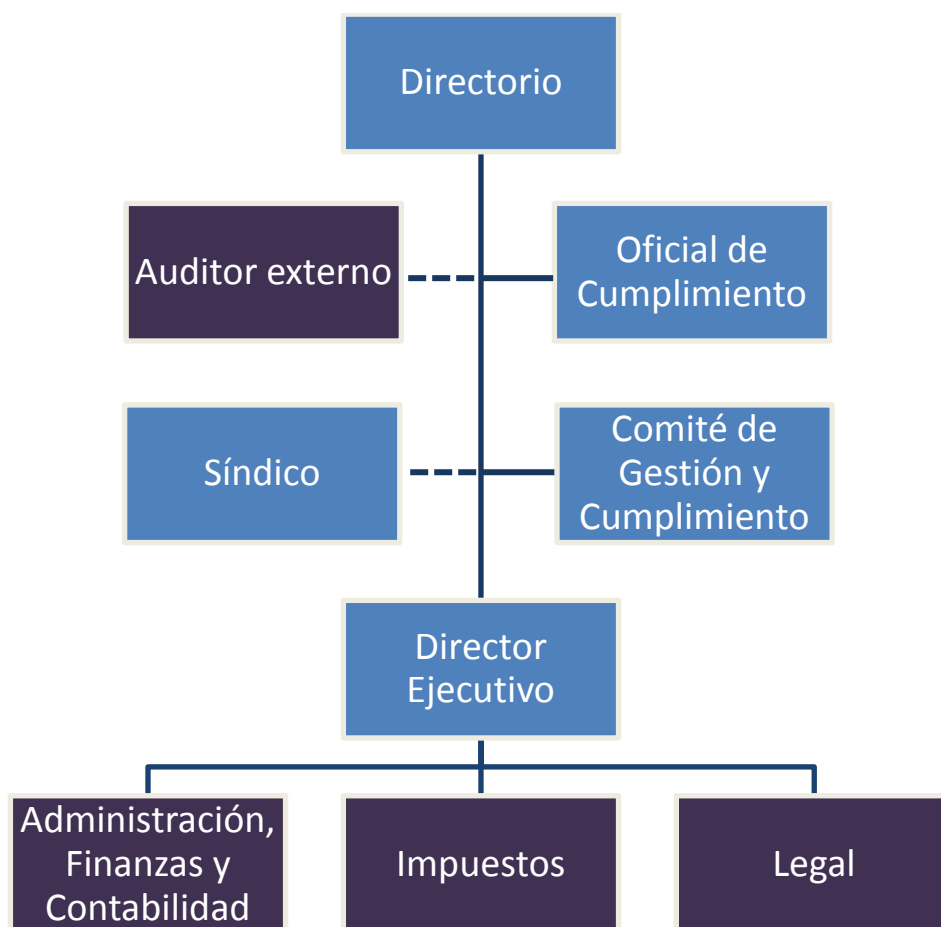 Directorio
Auditor externo
Oficial de
Cumplimiento
Síndico
Comité de
Gestión y
Cumplimiento
Director
Ejecutivo
Administración,
Finanzas y
Contabilidad
Impuestos
Legal